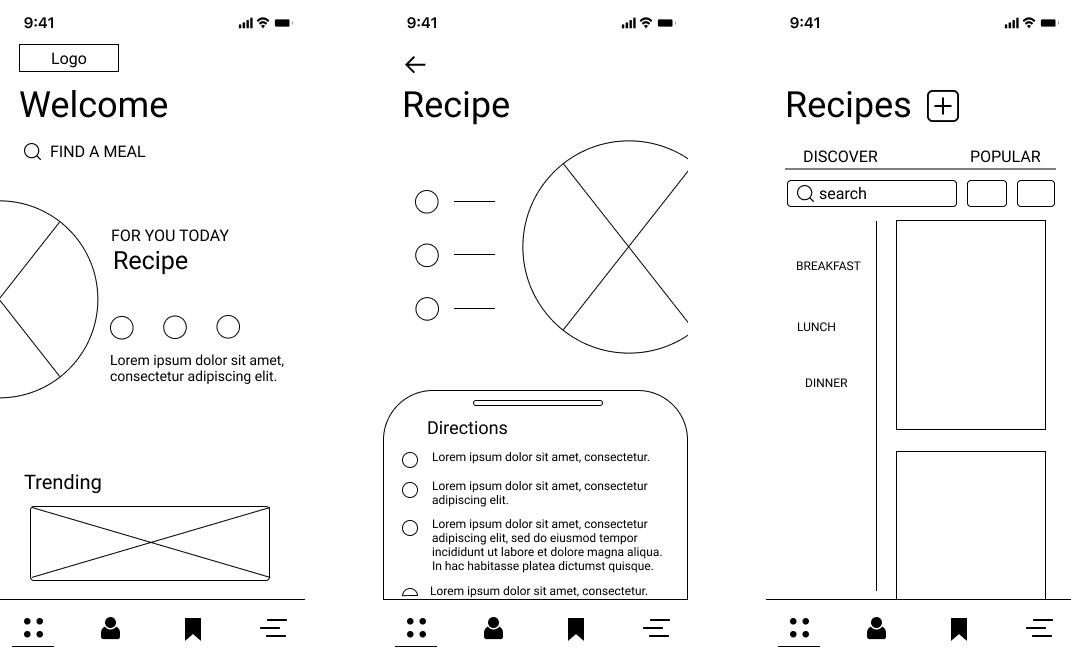 9:41
Logo
Welcome
FIND A MEAL
FOR YOU TODAY
Recipe
Lorem ipsum dolor sit amet,
consectetur adipiscing elit.
Trending
9:41
Recipe
Directions
Lorem ipsum dolor sit amet, consectetur.
Lorem ipsum dolor sit amet, consectetur
adipiscing elit.
Lorem ipsum dolor sit amet, consectetur
adipiscing elit, sed do eiusmod tempor
incididunt ut labore et dolore magna aliqua.
In hac habitasse platea dictumst quisque.
Lorem ipsum dolor sit amet, consectetur.
9:41
Recipes
DISCOVER POPULAR
search
BREAKFAST
LUNCH
DINNER